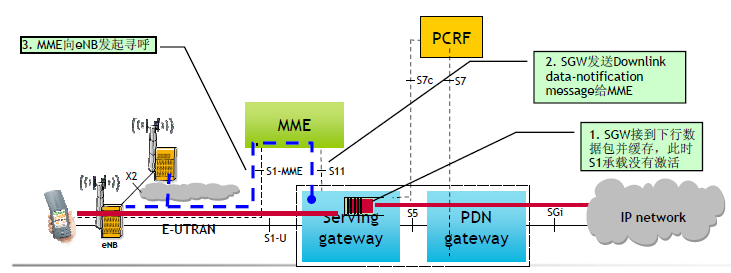 3. MME向eNB发起寻呼
PCRF
2. SGW发送Downlink
data-notification
message给MME
S7c
S7
MME
1. SGW接到下行数
据包并缓存，此时
S1承载没有激活
X2
S1-MME
S11
eNB
E-UTRAN
S1-U
Serving
gateway
S5
PDN
gateway
SGi
IP network